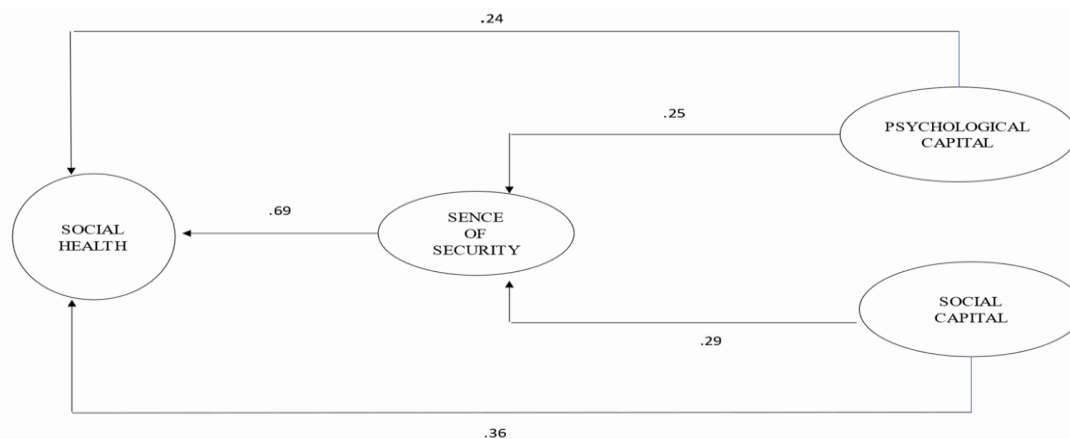 .24
.25
PSYCHOLOGICAL
CAPITAL
.69
SOCIAL
HEALTH
SENCE
OF
SECURITY
SOCIAL
CAPITAL
.29
.36